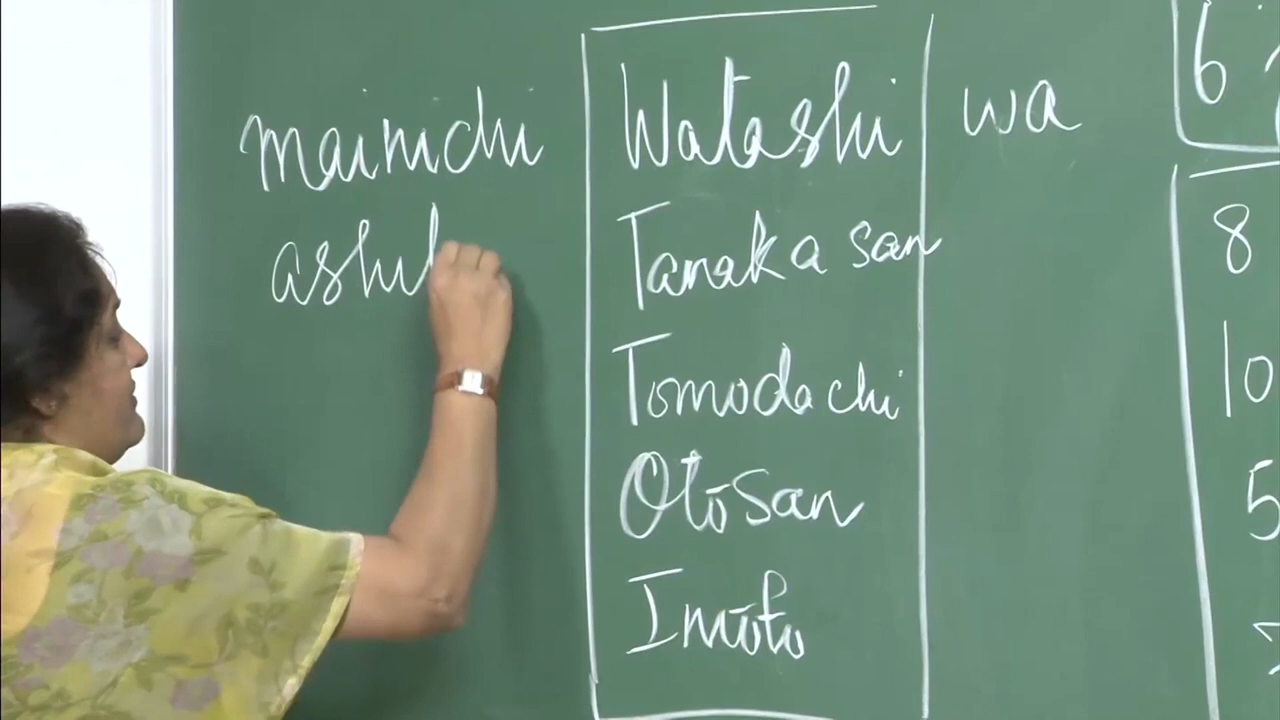 mainichi Watashi wa 6
Tanaka san 8
Tomodachi 10
Otōsan 5
Imōto